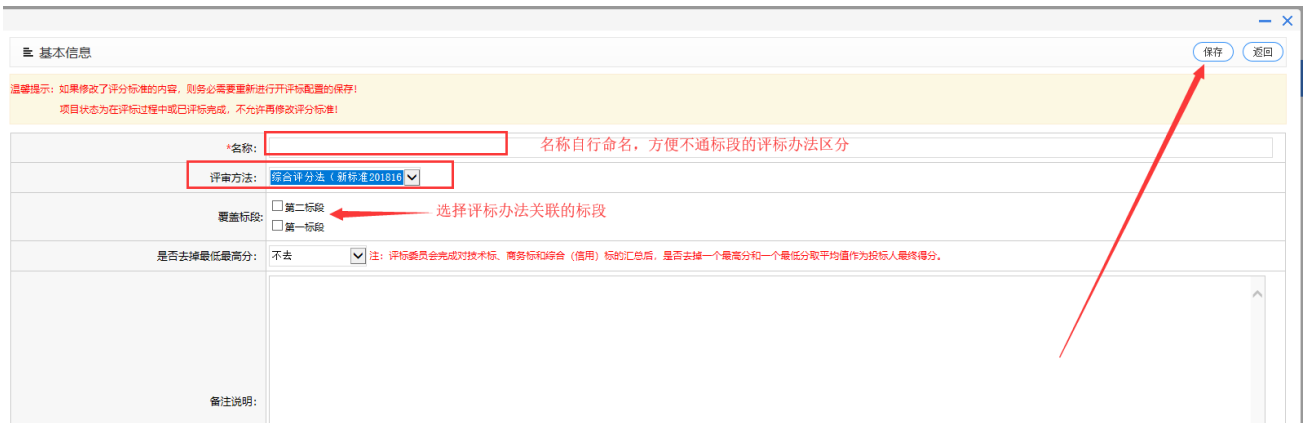 基本信息
保存 返回
温馨提示：如果修改了评分标准的内容，则务必需要重新进行开评标配置的保存！
项目状态为在评标过程中或已评标完成，不允许再修改评分标准！
*名称： 名称自行命名，方便不通标段的评标办法区分
评审方法： 综合评分法（新标准201816
覆盖标段： 第二标段 选择评标办法关联的标段
第一标段
是否去掉最低最高分： 不去 注：评标委员会完成对技术标、商务标和综合（信用）标的汇总后，是否去掉一个最高分和一个最低分取平均值作为投标人最终得分。
备注说明：